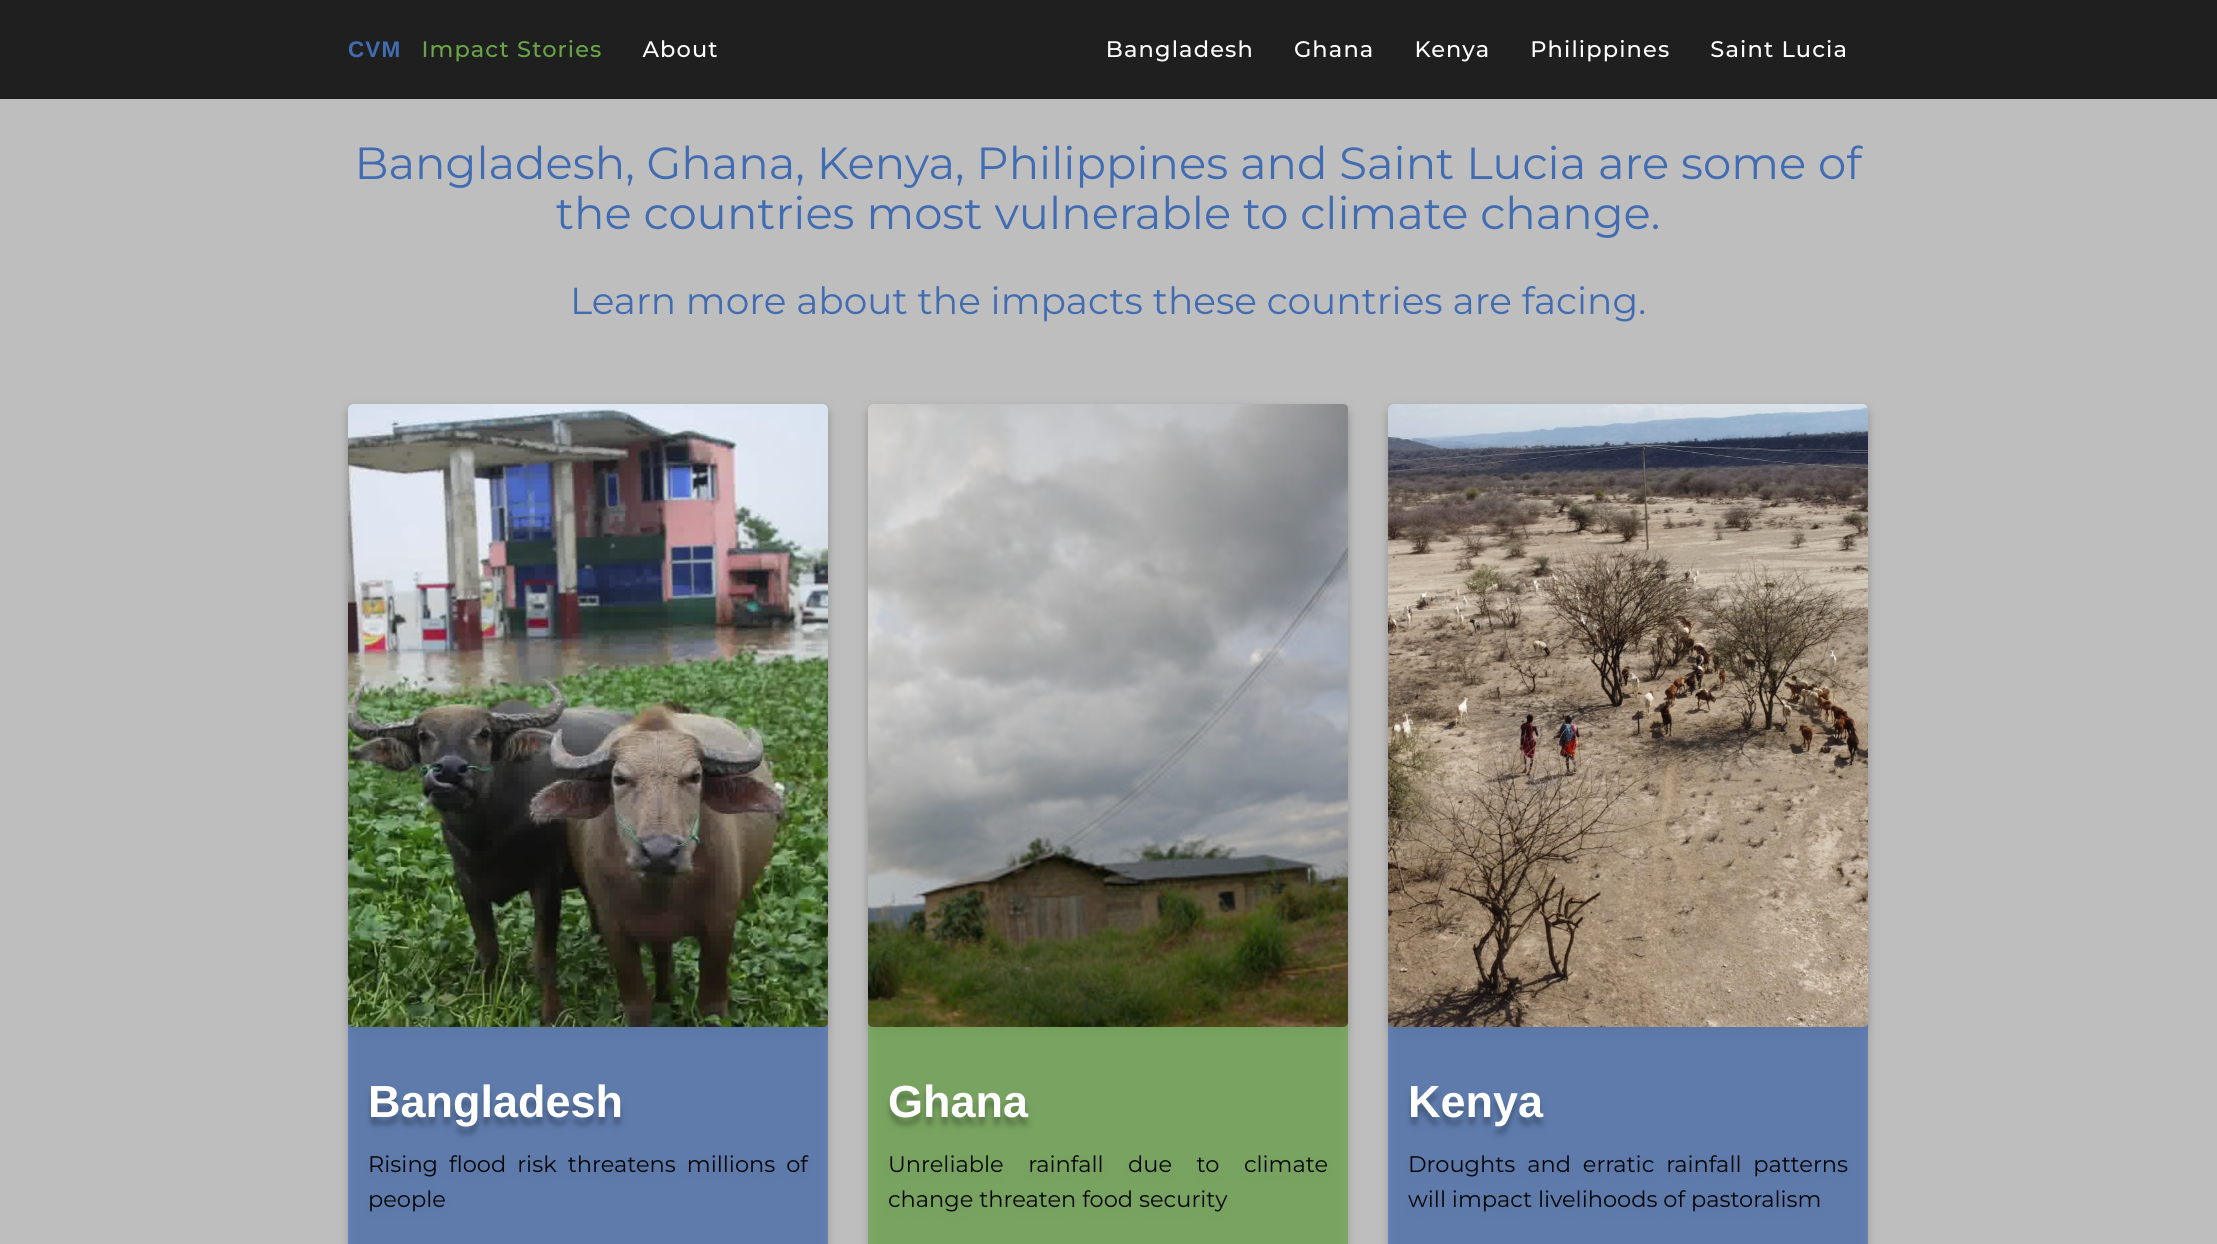 CVM Impact Stories About Bangladesh Ghana Kenya Philippines Saint Lucia
Bangladesh, Ghana, Kenya, Philippines and Saint Lucia are some of
the countries most vulnerable to climate change.
Learn more about the impacts these countries are facing.
Bangladesh
Rising flood risk threatens millions of
people
Ghana
Unreliable rainfall due to climate
change threaten food security
Kenya
Droughts and erratic rainfall patterns
will impact livelihoods of pastoralism